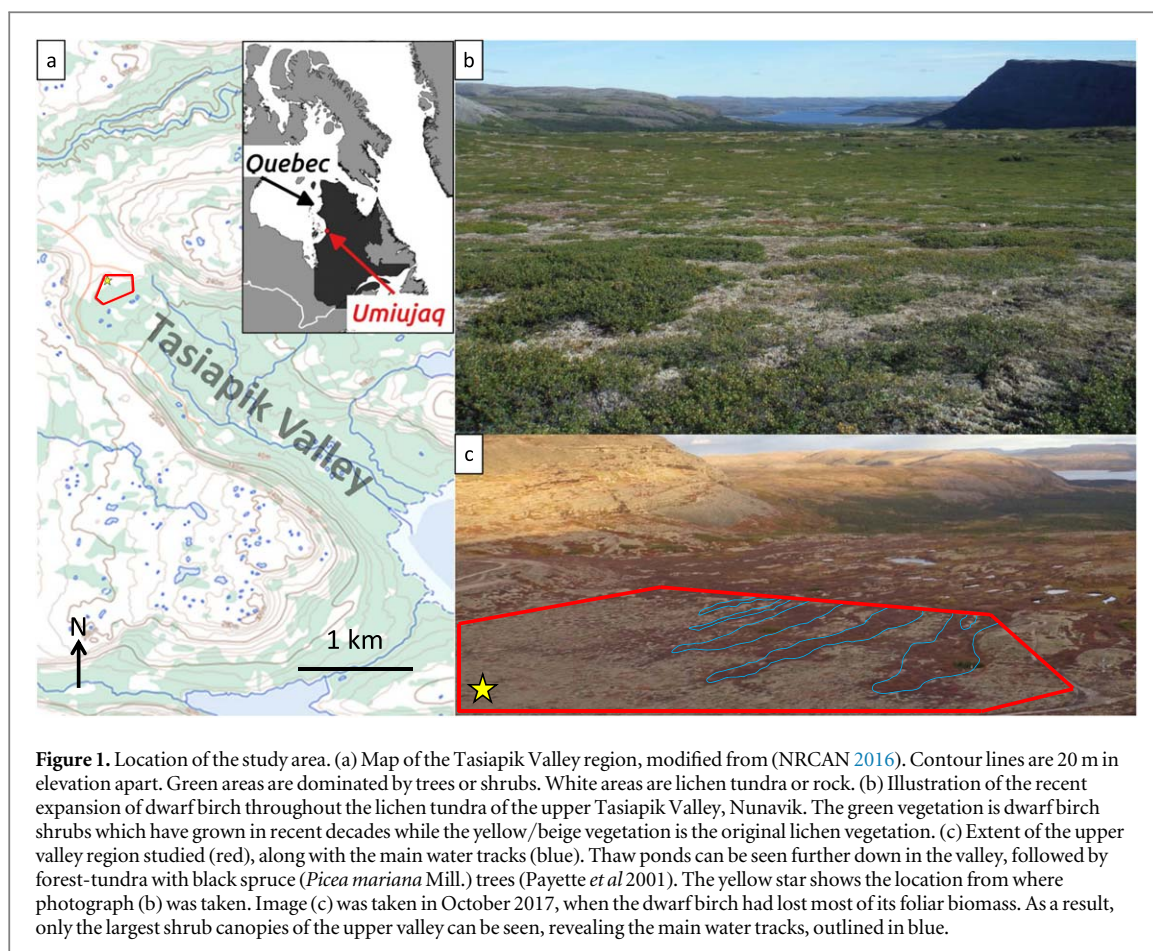 a
Quebec
Umiujaq
Tasiapik Valley
N
1 km
b
c
Figure 1. Location of the study area. (a) Map of the Tasiapik Valley region, modified from (NRCAN 2016). Contour lines are 20 m in
elevation apart. Green areas are dominated by trees or shrubs. White areas are lichen tundra or rock. (b) Illustration of the recent
expansion of dwarf birch throughout the lichen tundra of the upper Tasiapik Valley, Nunavik. The green vegetation is dwarf birch
shrubs which have grown in recent decades while the yellow/beige vegetation is the original lichen vegetation. (c) Extent of the upper
valley region studied (red), along with the main water tracks (blue). Thaw ponds can be seen further down in the valley, followed by
forest-tundra with black spruce (Picea mariana Mill.) trees (Payette et al 2001). The yellow star shows the location from where
photograph (b) was taken. Image (c) was taken in October 2017, when the dwarf birch had lost most of its foliar biomass. As a result,
only the largest shrub canopies of the upper valley can be seen, revealing the main water tracks, outlined in blue.